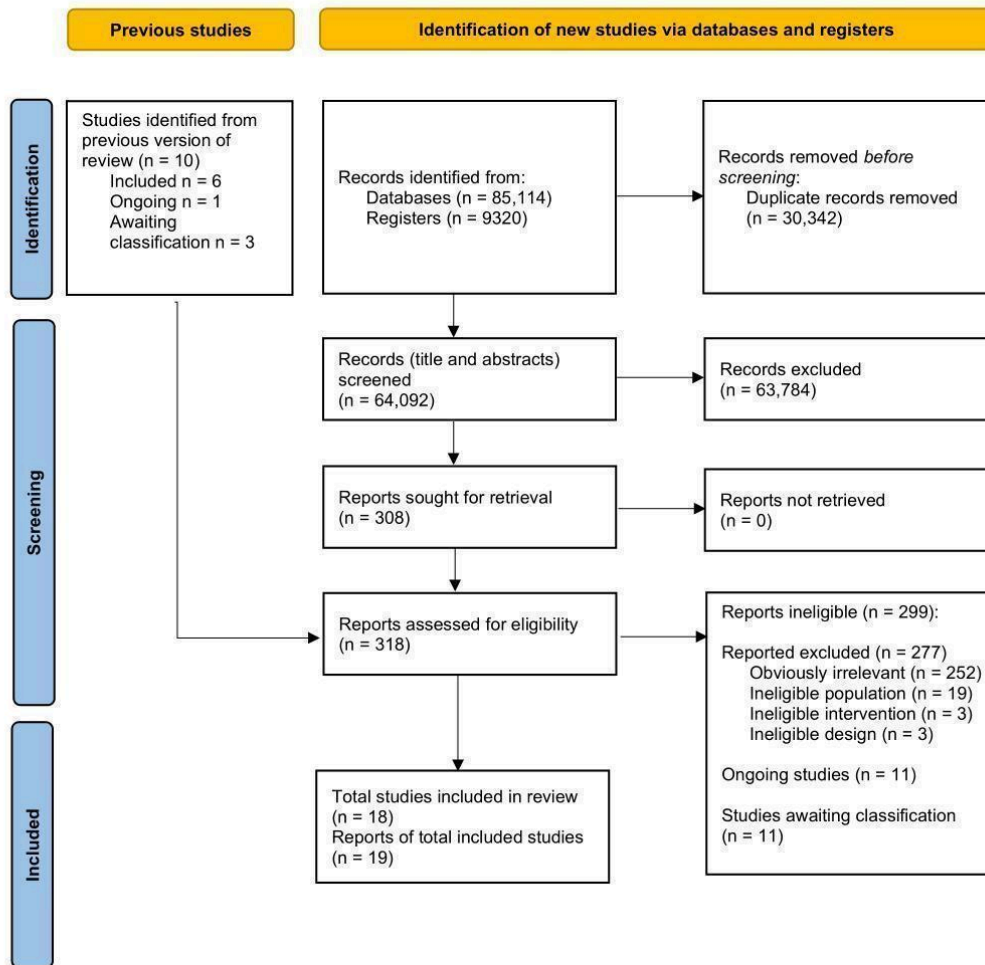 Previous studies
Identification of new studies via databases and registers
Identification
Studies identified from
previous version of
review (n = 10)
Included n = 6
Ongoing n = 1
Awaiting
classification n = 3
Records identified from:
Databases (n = 85,114)
Registers (n = 9320)
Records removed before
screening:
Duplicate records removed
(n = 30,342)
Screening
Records (title and abstracts)
screened
(n = 64,092)
Records excluded
(n = 63,784)
Reports sought for retrieval
(n = 308)
Reports not retrieved
(n = 0)
Reports assessed for eligibility
(n = 318)
Reports ineligible (n = 299):
Reported excluded (n = 277)
Obviously irrelevant (n = 252)
Ineligible population (n = 19)
Ineligible intervention (n = 3)
Ineligible design (n = 3)
Ongoing studies (n = 11)
Studies awaiting classification
(n = 11)
Included
Total studies included in review
(n = 18)
Reports of total included studies
(n = 19)